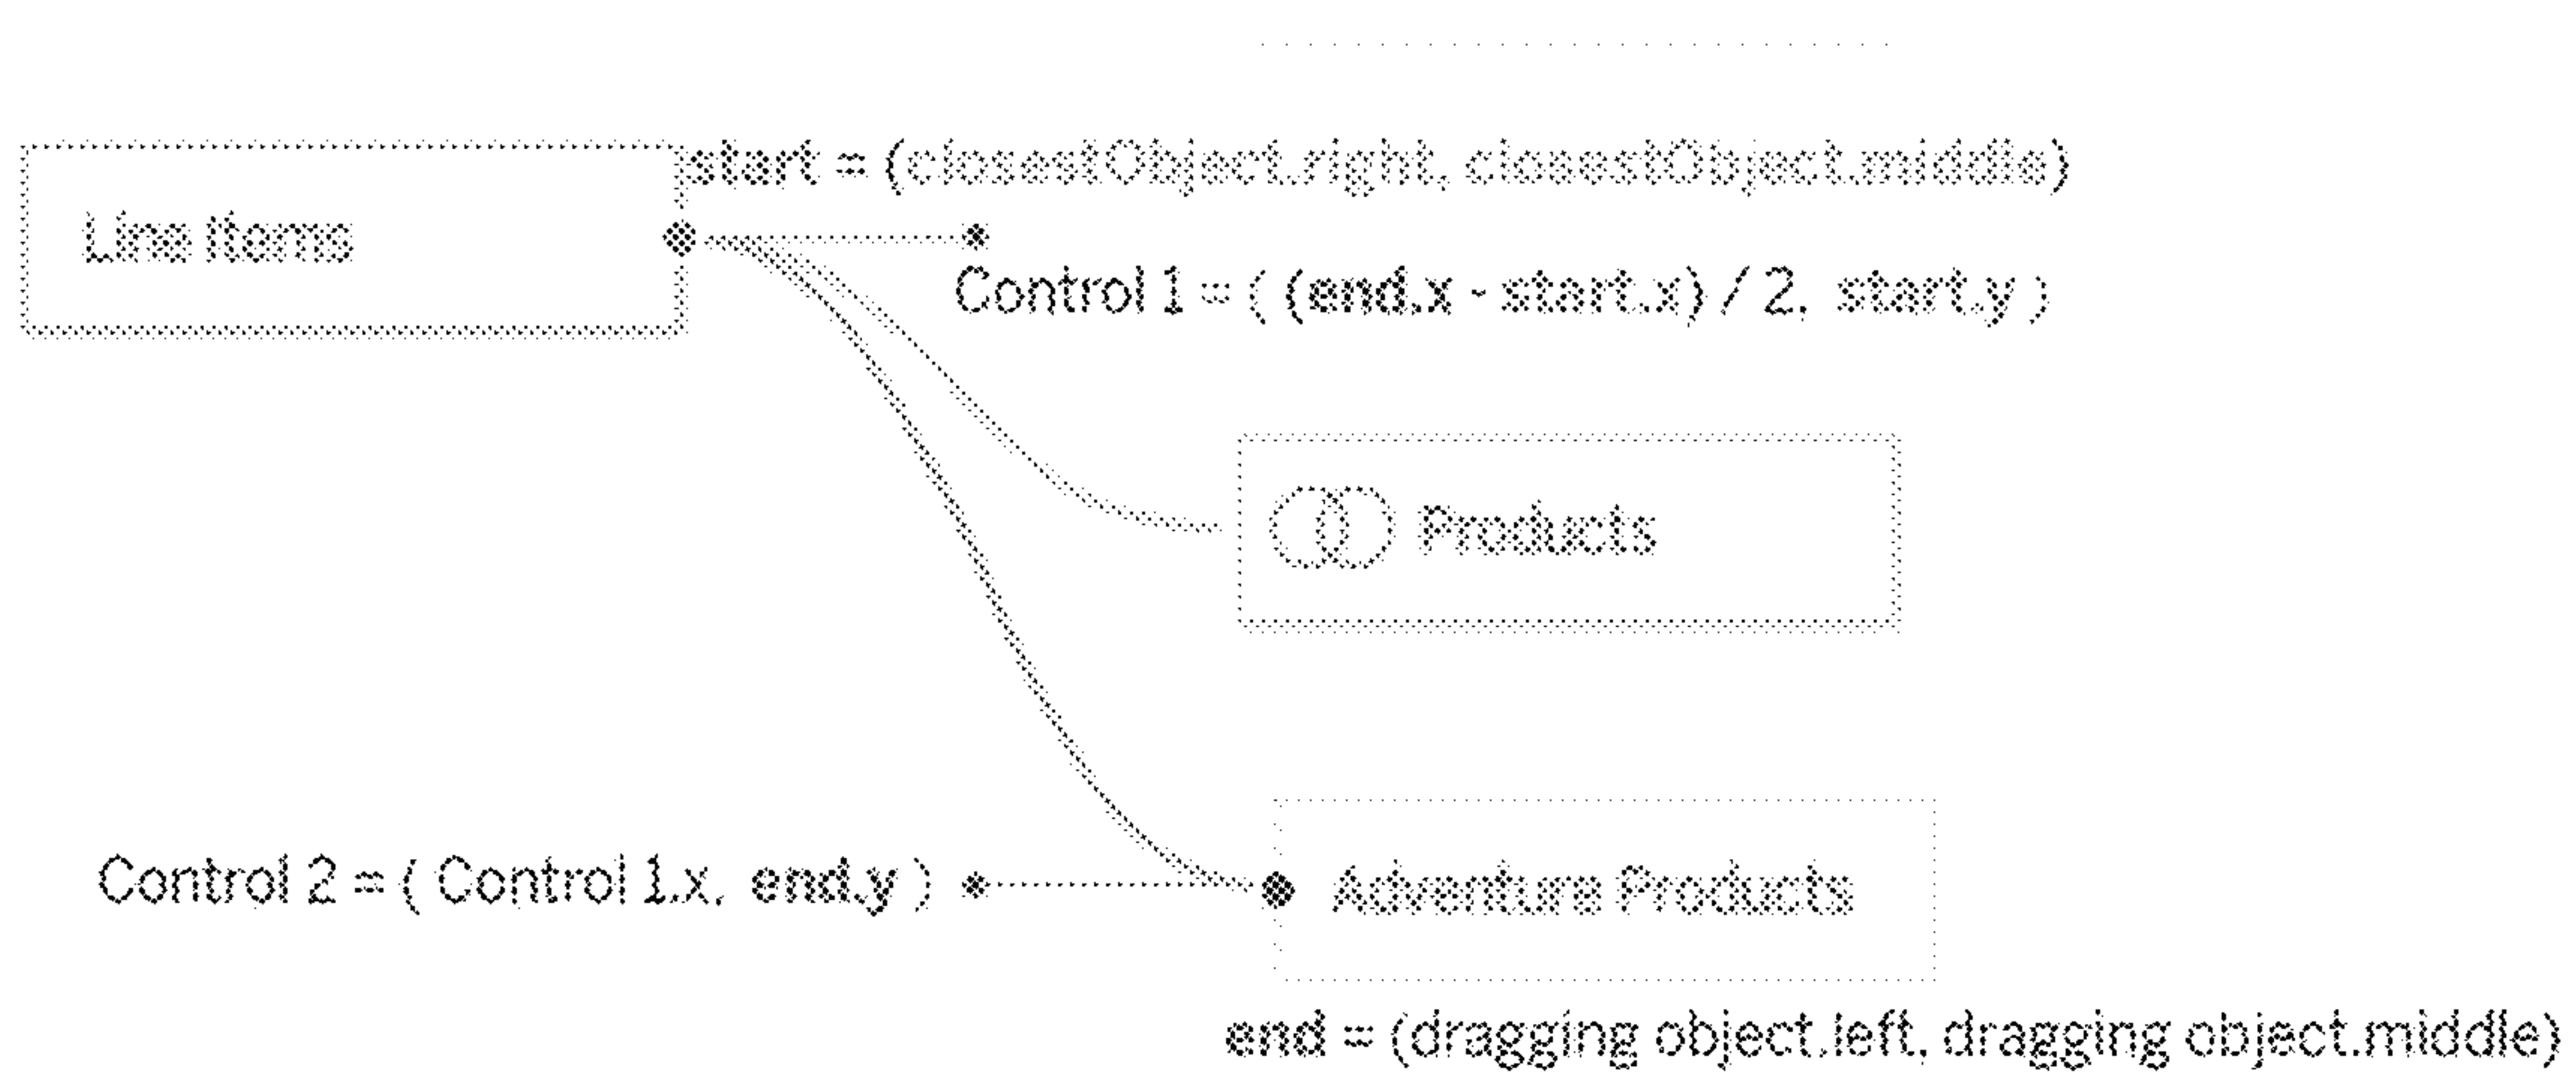 start = (closestObject.right, closestObject.middle)
Line Items
Control 1 = ( (end.x - start.x) / 2, start.y )
Products
Control 2 = ( Control 1.x, end.y )
Adventure Products
end = (dragging object.left, dragging object.middle)